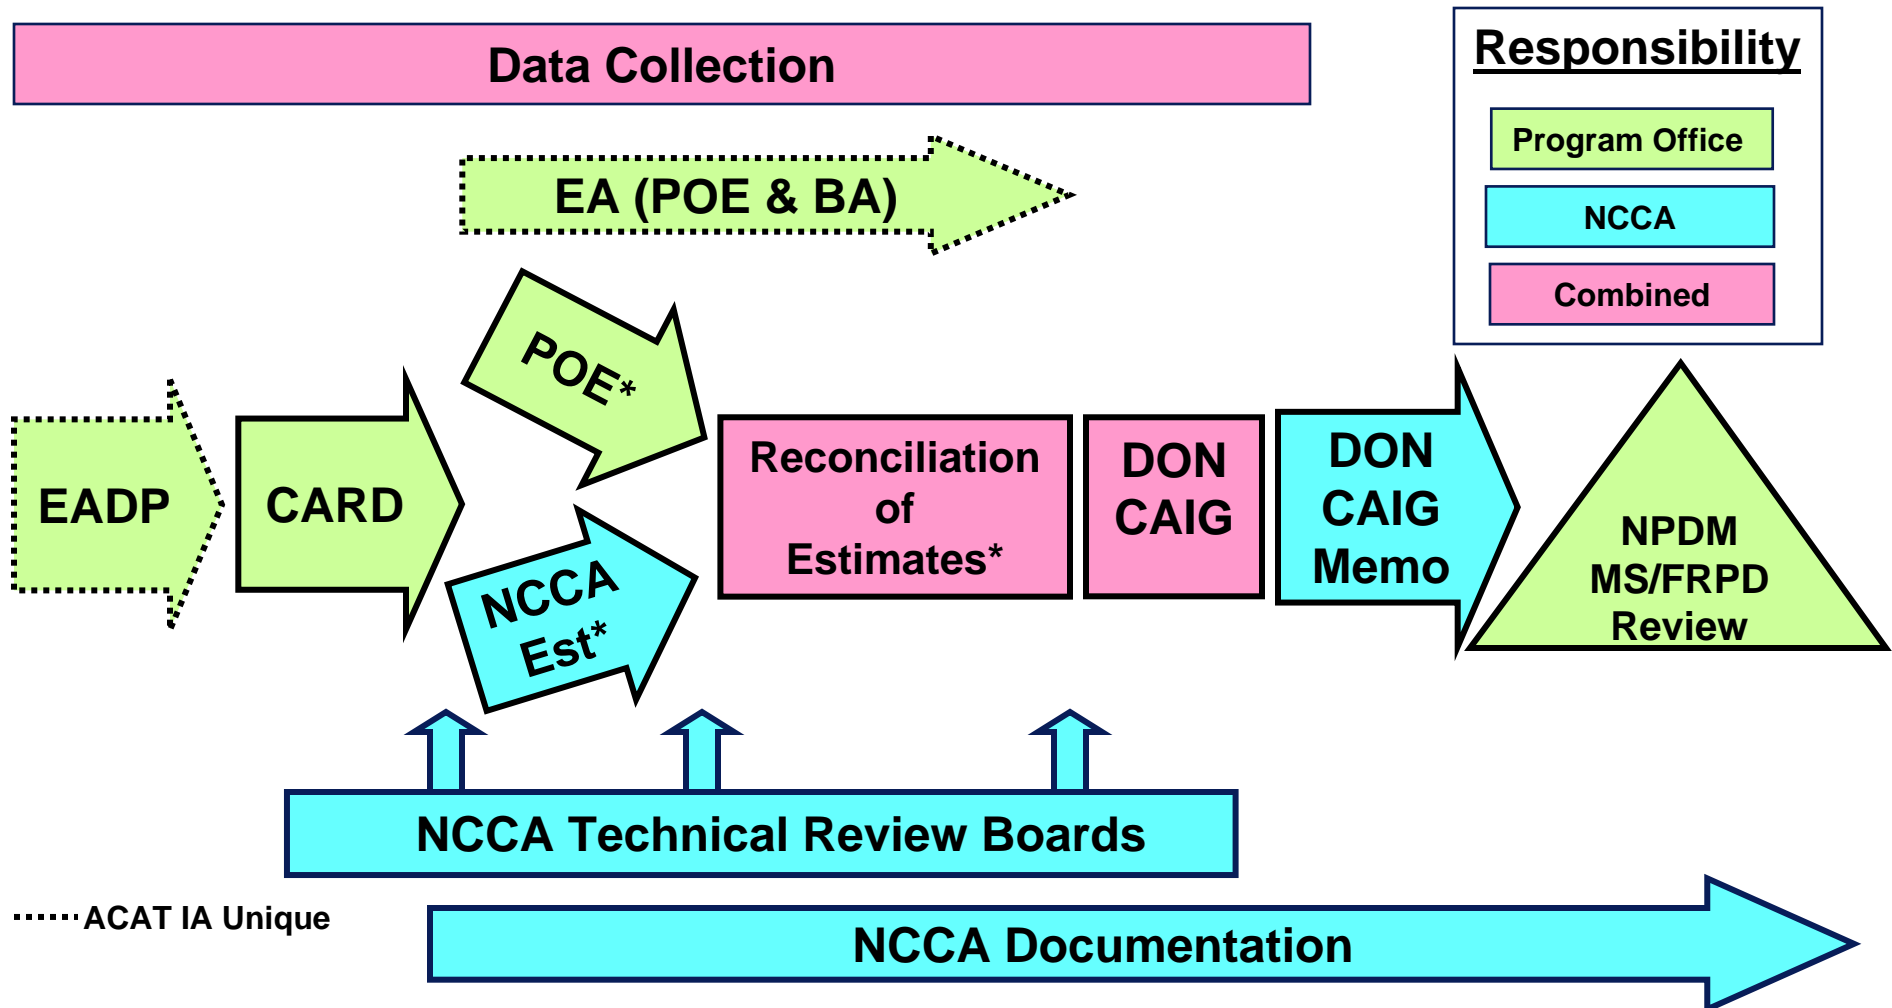 Data Collection
Responsibility
Program Office
NCCA
Combined
EA (POE & BA)
POE*
EADP
CARD
NCCA
Est*
Reconciliation
of
Estimates*
DON
CAIG
DON
CAIG
Memo
NPDM
MS/FRPD
Review
NCCA Technical Review Boards
ACAT IA Unique
NCCA Documentation